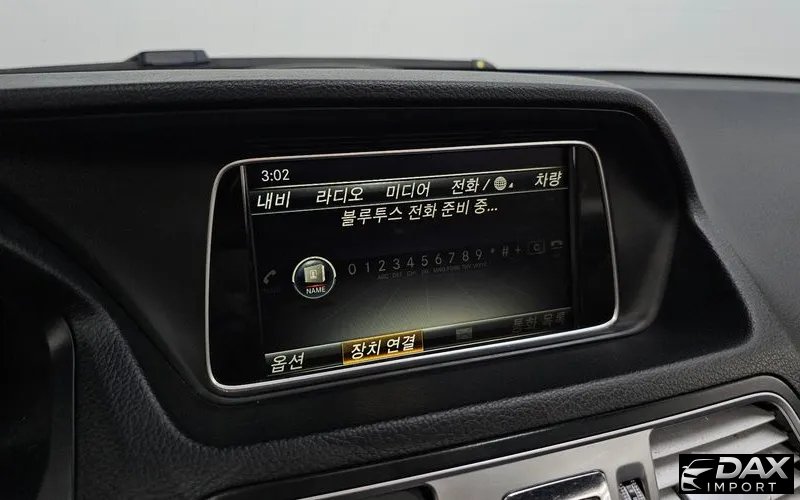 3:02
내비 라디오 미디어 전화 / 차량
블루투스 전화 준비 중...
0 1 2 3 4 5 6 7 8 9 * # + C
NAME
옵션 장치 연결 통화 목록
DAX
IMPORT